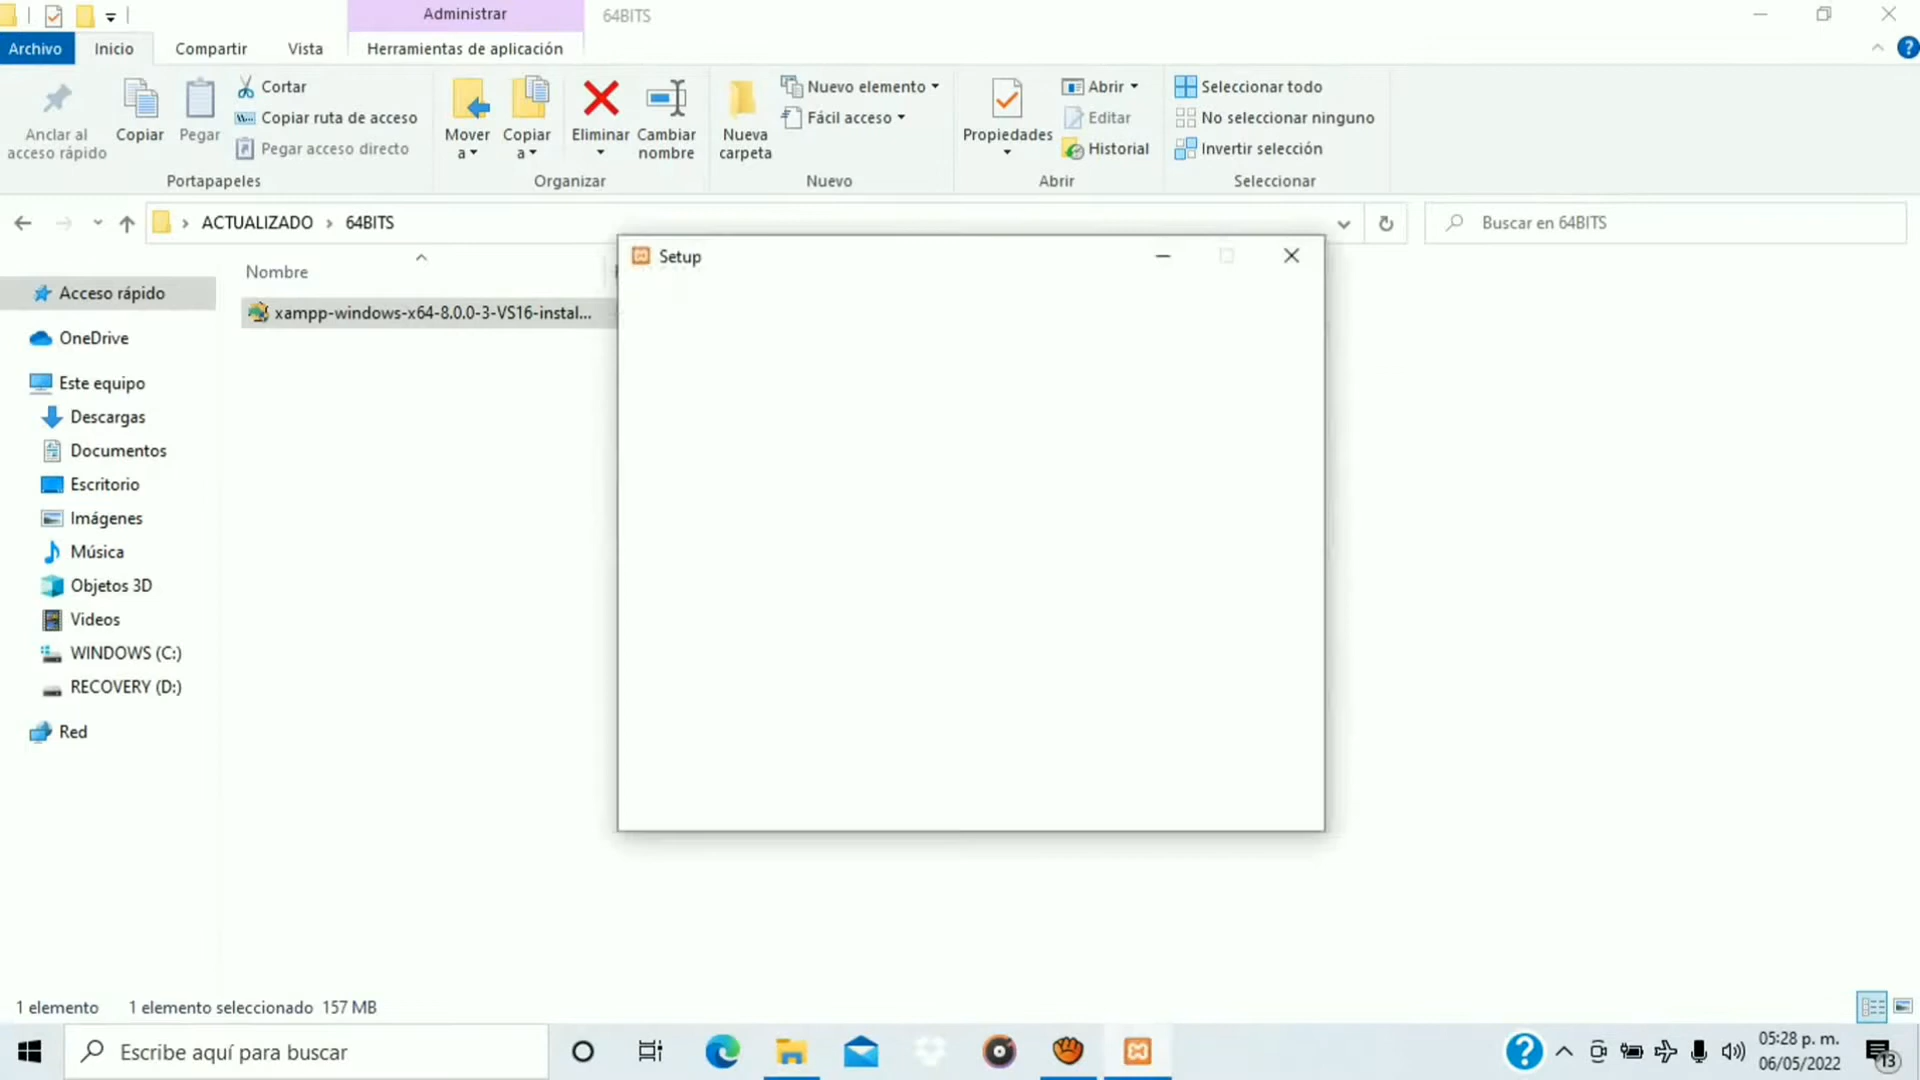 Administrar
64BITS
Archivo
Inicio
Compartir
Vista
Herramientas de aplicación
Anclar al
acceso rápido
Copiar
Pegar
Cortar
Copiar ruta de acceso
Pegar acceso directo
Portapapeles
Mover
a
Copiar
a
Eliminar
Cambiar
nombre
Organizar
Nueva
carpeta
Nuevo elemento
Fácil acceso
Nuevo
Propiedades
Abrir
Editar
Historial
Abrir
Seleccionar todo
No seleccionar ninguno
Invertir selección
Seleccionar
ACTUALIZADO
64BITS
Buscar en 64BITS
Nombre
Setup
xampp-windows-x64-8.0.0-3-VS16-instal...
Acceso rápido
OneDrive
Este equipo
Descargas
Documentos
Escritorio
Imágenes
Música
Objetos 3D
Videos
WINDOWS (C:)
RECOVERY (D:)
Red
1 elemento
1 elemento seleccionado 157 MB
Escribe aquí para buscar
05:28 p. m.
06/05/2022
13